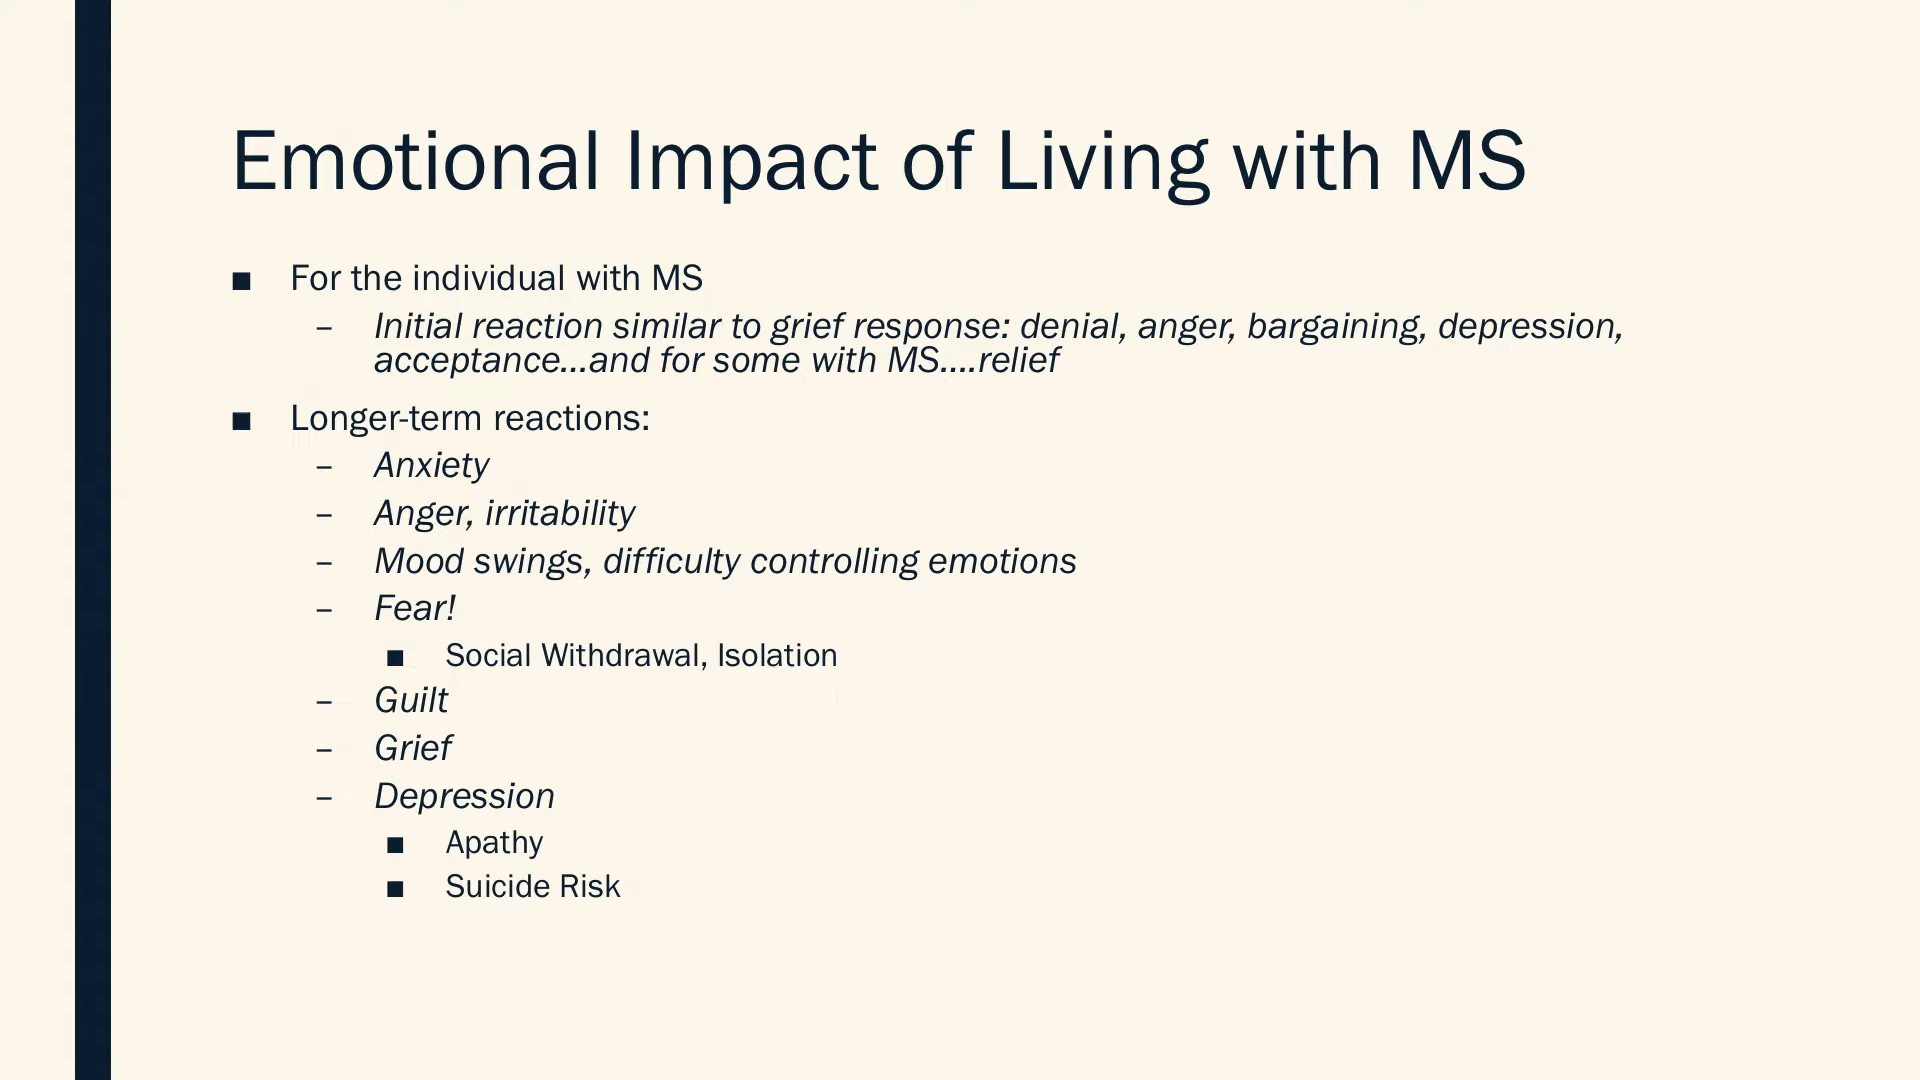 Emotional Impact of Living with MS
■ For the individual with MS
– Initial reaction similar to grief response: denial, anger, bargaining, depression,
acceptance...and for some with MS....relief
■ Longer-term reactions:
– Anxiety
– Anger, irritability
– Mood swings, difficulty controlling emotions
– Fear!
■ Social Withdrawal, Isolation
– Guilt
– Grief
– Depression
■ Apathy
■ Suicide Risk